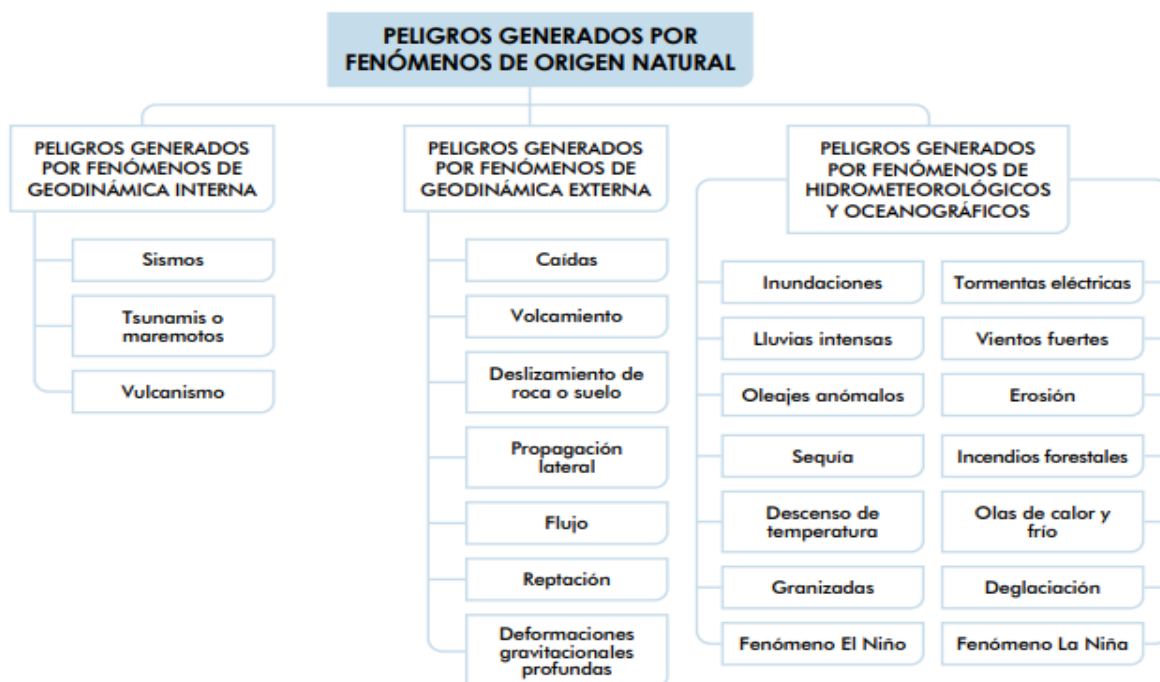 PELIGROS GENERADOS POR
FENÓMENOS DE ORIGEN NATURAL
PELIGROS GENERADOS
POR FENÓMENOS DE
GEODINÁMICA INTERNA
Sismos
Tsunamis o
maremotos
Vulcanismo
PELIGROS GENERADOS
POR FENÓMENOS DE
GEODINÁMICA EXTERNA
Caídas
Volcamiento
Deslizamiento de
roca o suelo
Propagación
lateral
Flujo
Reptación
Deformaciones
gravitacionales
profundas
PELIGROS GENERADOS
POR FENÓMENOS DE
HIDROMETEOROLÓGICOS
Y OCEANOGRÁFICOS
Inundaciones
Lluvias intensas
Oleajes anómalos
Sequía
Descenso de
temperatura
Granizadas
Fenómeno El Niño
Tormentas eléctricas
Vientos fuertes
Erosión
Incendios forestales
Olas de calor y
frío
Deglaciación
Fenómeno La Niña